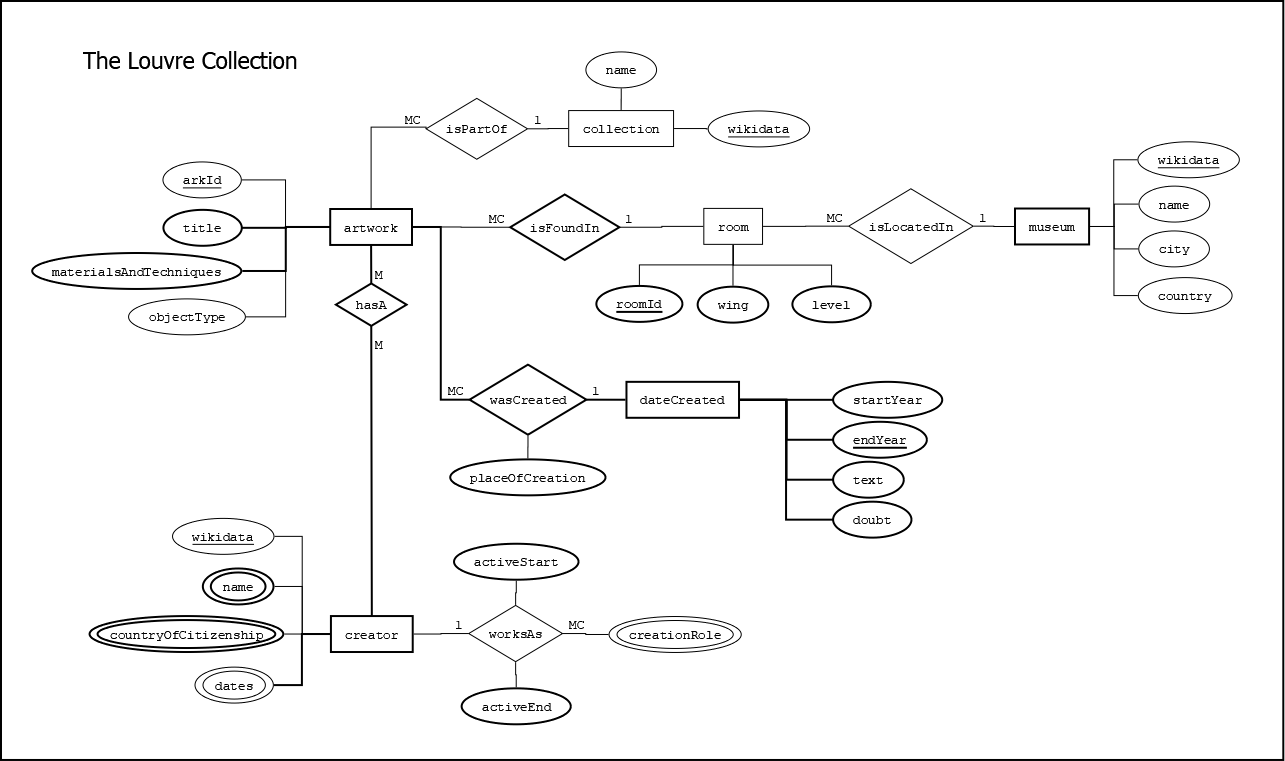 The Louvre Collection
name
MC
isPartOf
1
collection
wikidata
arkId
title
materialsAndTechniques
objectType
artwork
MC
isFoundIn
1
room
MC
isLocatedIn
1
museum
wikidata
name
city
country
roomId
wing
level
M
hasA
M
MC
wasCreated
1
dateCreated
placeOfCreation
startYear
endYear
text
doubt
wikidata
name
countryOfCitizenship
dates
creator
1
worksAs
MC
creationRole
activeStart
activeEnd